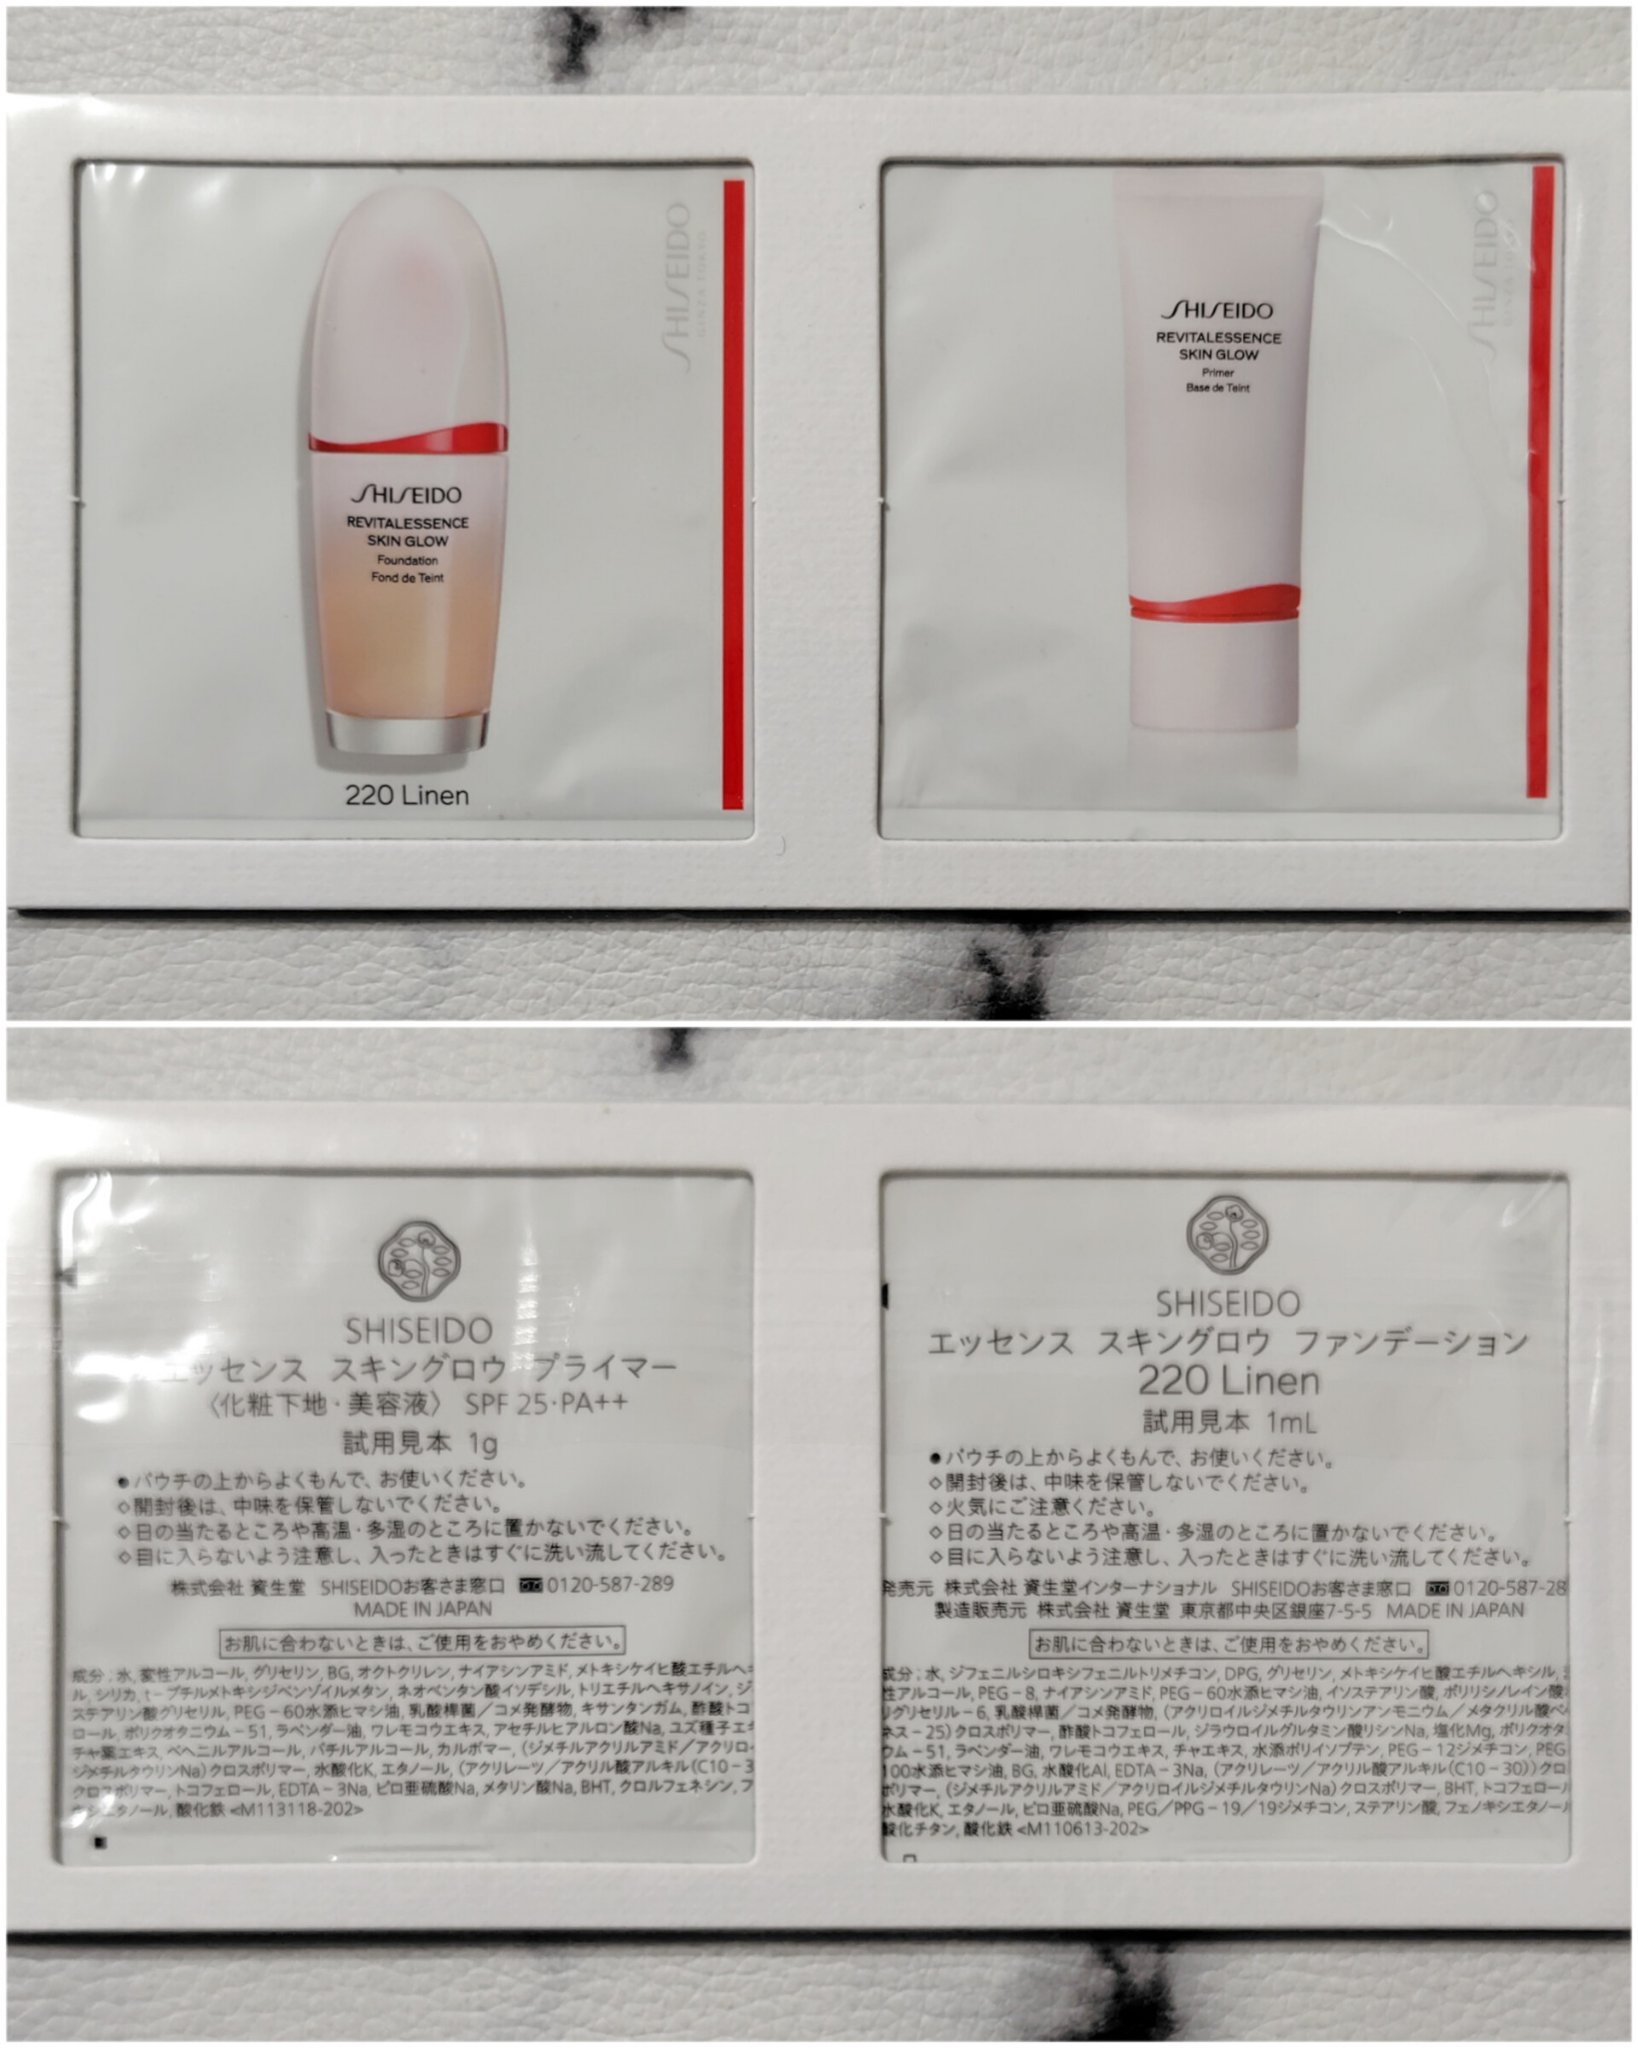 SHISEIDO
GINZA TOKYO
SHISEIDO
REVITALESSENCE
SKIN GLOW
Foundation
Fond de Teint
220 Linen
SHISEIDO
SHISEIDO
REVITALESSENCE
SKIN GLOW
Primer
Base de Teint
SHISEIDO
エッセンス スキングロウ プライマー
〈化粧下地・美容液〉 SPF 25・PA++
試用見本 1g
●パウチの上からよくもんで、お使いください。
◇開封後は、中味を保管しないでください。
◇日の当たるところや高温・多湿のところに置かないでください。
◇目に入らないよう注意し、入ったときはすぐに洗い流してください。
株式会社 資生堂 SHISEIDOお客さま窓口 0120-587-289
MADE IN JAPAN
お肌に合わないときは、ご使用をおやめください。
成分:水, 変性アルコール, グリセリン, BG, オクトクリレン, ナイアシンアミド, メトキシケイヒ酸エチルヘキ
ル, シリカ, t-ブチルメトキシジベンゾイルメタン, ネオペンタン酸イソデシル, トリエチルヘキサノイン, ジ
ステアリン酸グリセリル, PEG-60水添ヒマシ油, 乳酸桿菌/コメ発酵物, キサンタンガム, 酢酸トコ
ロール, ポリクオタニウム-51, ラベンダー油, ワレモコウエキス, アセチルヒアルロン酸Na, ユズ種子エキ
チャ葉エキス, ベヘニルアルコール, バチルアルコール, カルボマー, (ジメチルアクリルアミド/アクリロイ
ジメチルタウリンNa)クロスポリマー, 水酸化K, エタノール, (アクリレーツ/アクリル酸アルキル(C10-3
クロスポリマー, トコフェロール, EDTA-3Na, ピロ亜硫酸Na, メタリン酸Na, BHT, クロルフェネシン, フ
キシエタノール, 酸化鉄 <M113118-202>
SHISEIDO
エッセンス スキングロウ ファンデーション
220 Linen
試用見本 1mL
●パウチの上からよくもんで、お使いください。
◇開封後は、中味を保管しないでください。
◇火気にご注意ください。
◇日の当たるところや高温・多湿のところに置かないでください。
◇目に入らないよう注意し、入ったときはすぐに洗い流してください。
発売元 株式会社 資生堂インターナショナル SHISEIDOお客さま窓口 0120-587-28
製造販売元 株式会社 資生堂 東京都中央区銀座7-5-5 MADE IN JAPAN
お肌に合わないときは、ご使用をおやめください。
成分:水, ジフェニルシロキシフェニルトリメチコン, DPG, グリセリン, メトキシケイヒ酸エチルヘキシル,
性アルコール, PEG-8, ナイアシンアミド, PEG-60水添ヒマシ油, イソステアリン酸, ポリリシノレイン酸
リグリセリル-6, 乳酸桿菌/コメ発酵物, (アクリロイルジメチルタウリンアンモニウム/メタクリル酸ベヘ
ネス-25)クロスポリマー, 酢酸トコフェロール, ジラウロイルグルタミン酸リシンNa, 塩化Mg, ポリクオタ
ウム-51, ラベンダー油, ワレモコウエキス, チャエキス, 水添ポリイソブテン, PEG-12ジメチコン, PEG
100水添ヒマシ油, BG, 水酸化Al, EDTA-3Na, (アクリレーツ/アクリル酸アルキル(C10-30))クロ
ポリマー, (ジメチルアクリルアミド/アクリロイルジメチルタウリンNa)クロスポリマー, BHT, トコフェロール
水酸化K, エタノール, ピロ亜硫酸Na, PEG/PPG-19/19ジメチコン, ステアリン酸, フェノキシエタノール
酸化チタン, 酸化鉄 <M110613-202>